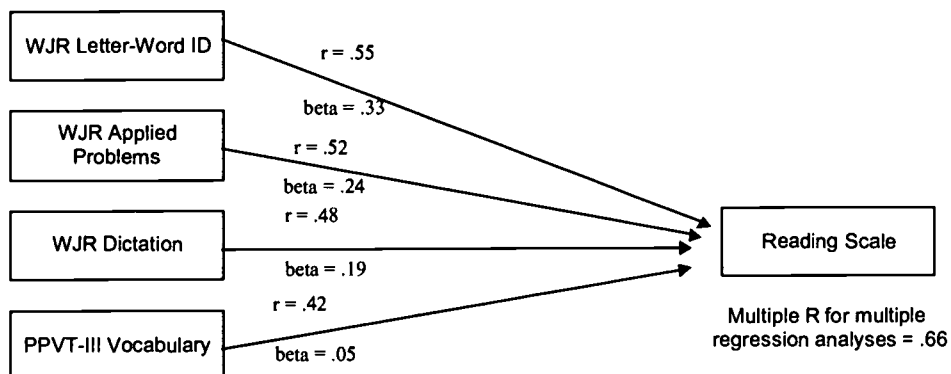 WJR Letter-Word ID
r = .55
beta = .33
WJR Applied
Problems
r = .52
beta = .24
WJR Dictation
r = .48
beta = .19
PPVT-III Vocabulary
r = .42
beta = .05
Reading Scale
Multiple R for multiple
regression analyses = .66